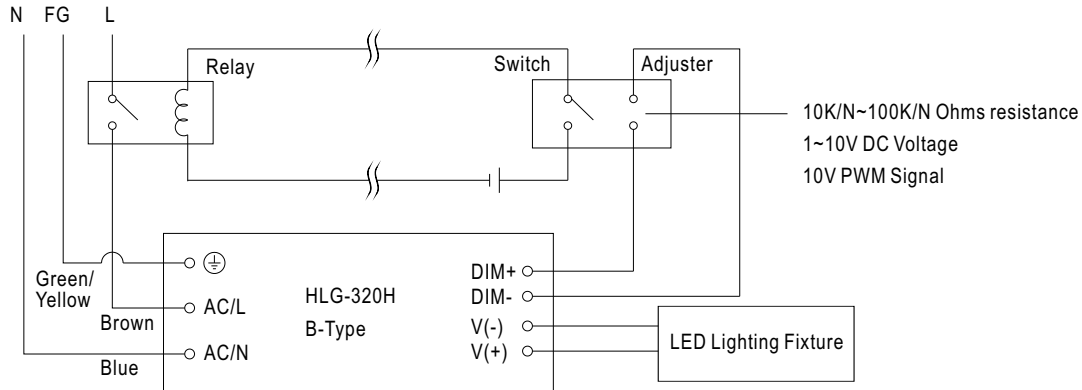 N FG L
Relay
Switch
Adjuster
10K/N~100K/N Ohms resistance
1~10V DC Voltage
10V PWM Signal
Green/
Yellow
Brown
Blue
AC/L
AC/N
HLG-320H
B-Type
DIM+
DIM-
V(-)
V(+)
LED Lighting Fixture